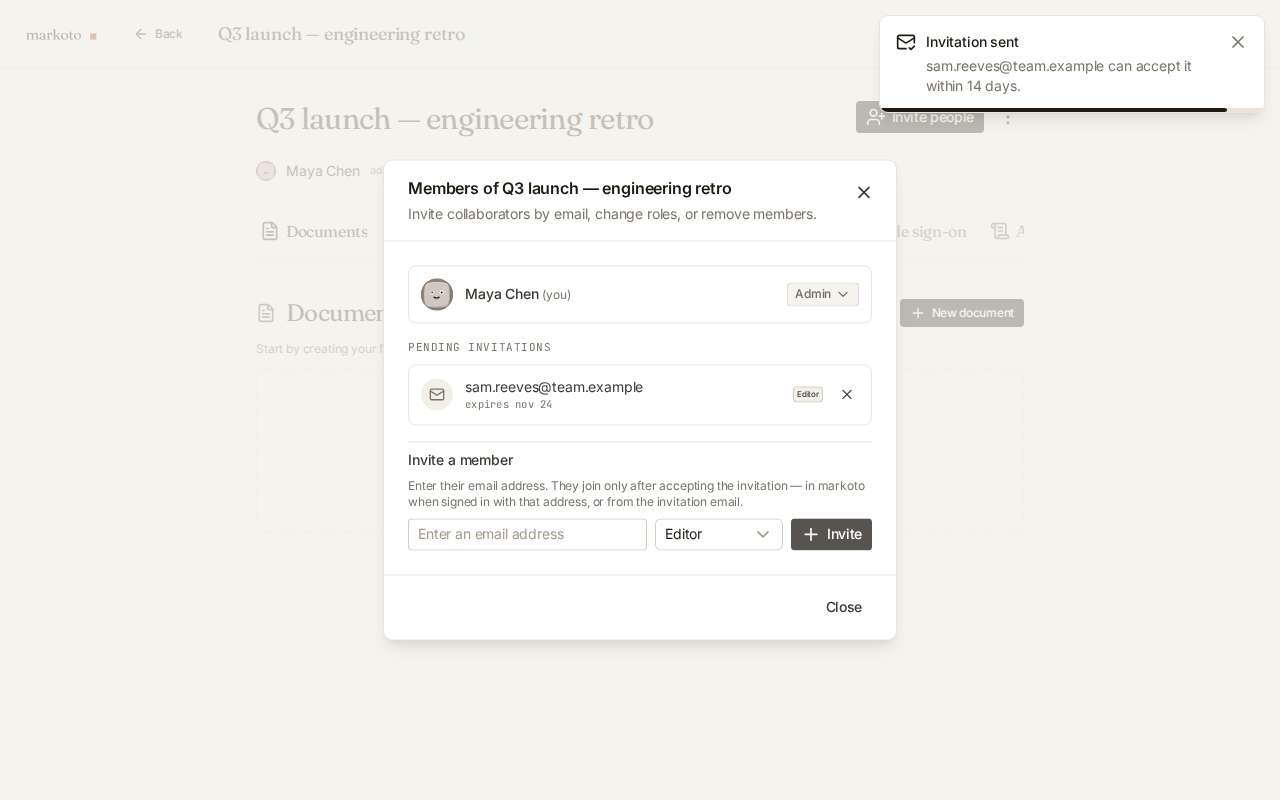 markoto
Back
Q3 launch — engineering retro
Invitation sent
sam.reeves@team.example can accept it
within 14 days.
Q3 launch — engineering retro
Invite people
Maya Chen
Members of Q3 launch — engineering retro
Invite collaborators by email, change roles, or remove members.
Documents
sign-on
Maya Chen (you)
Admin
New document
Start by creating your
PENDING INVITATIONS
sam.reeves@team.example
expires nov 24
Editor
Invite a member
Enter their email address. They join only after accepting the invitation — in markoto
when signed in with that address, or from the invitation email.
Enter an email address
Editor
Invite
Close